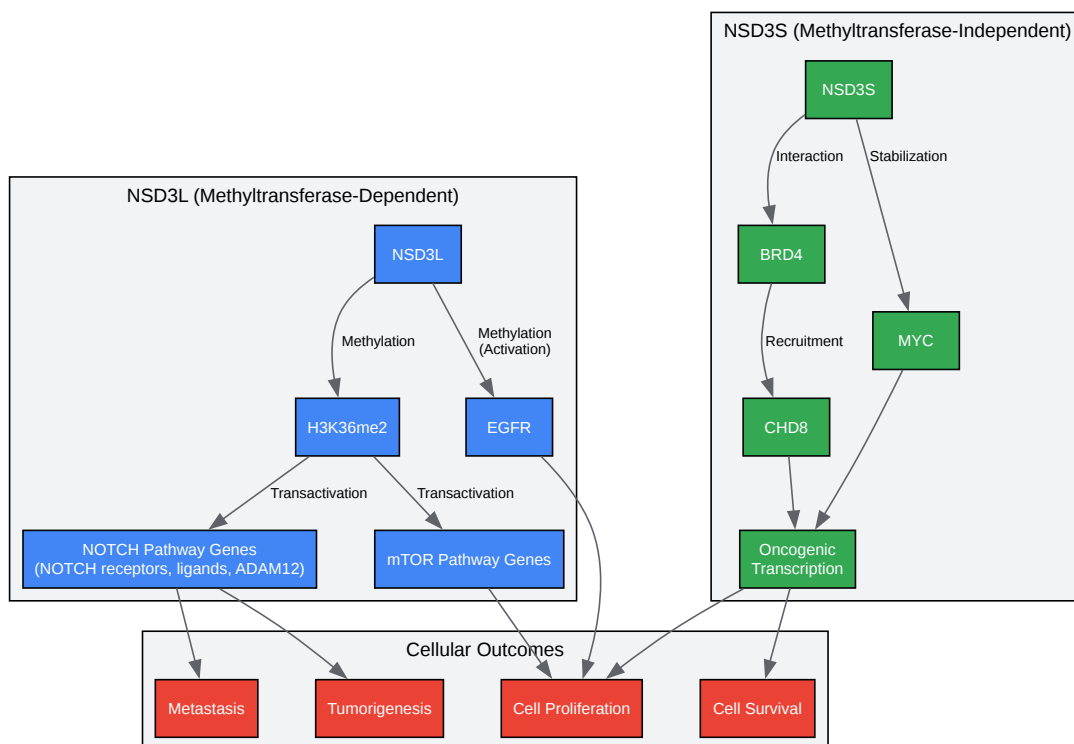 NSD3S (Methyltransferase-Independent)
NSD3S
Interaction
Stabilization
BRD4
MYC
Recruitment
CHD8
Oncogenic
Transcription
NSD3L (Methyltransferase-Dependent)
NSD3L
Methylation
Methylation
(Activation)
H3K36me2
EGFR
Transactivation
Transactivation
NOTCH Pathway Genes
(NOTCH receptors, ligands, ADAM12)
mTOR Pathway Genes
Cellular Outcomes
Metastasis
Tumorigenesis
Cell Proliferation
Cell Survival